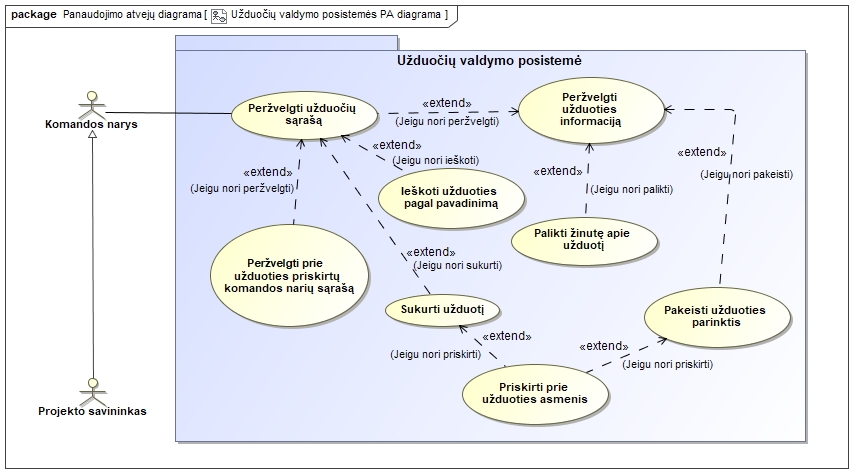 package Panaudojimo atvejų diagrama [ Užduočių valdymo posistemės PA diagrama ]
Užduočių valdymo posistemė
Komandos narys
Peržvelgti užduočių
sąrašą
«extend»
(Jeigu nori peržvelgti)
Peržvelgti
užduoties
informaciją
«extend»
(Jeigu nori ieškoti)
«extend»
(Jeigu nori pakeisti)
«extend»
(Jeigu nori peržvelgti)
«extend»
(Jeigu nori palikti)
Ieškoti užduoties
pagal pavadinimą
Palikti žinutę apie
užduotį
Peržvelgti prie
užduoties priskirtų
komandos narių sąrašą
«extend»
(Jeigu nori sukurti)
Sukurti užduotį
Pakeisti užduoties
parinktis
«extend»
(Jeigu nori priskirti)
«extend»
(Jeigu nori priskirti)
Priskirti prie
užduoties asmenis
Projekto savininkas